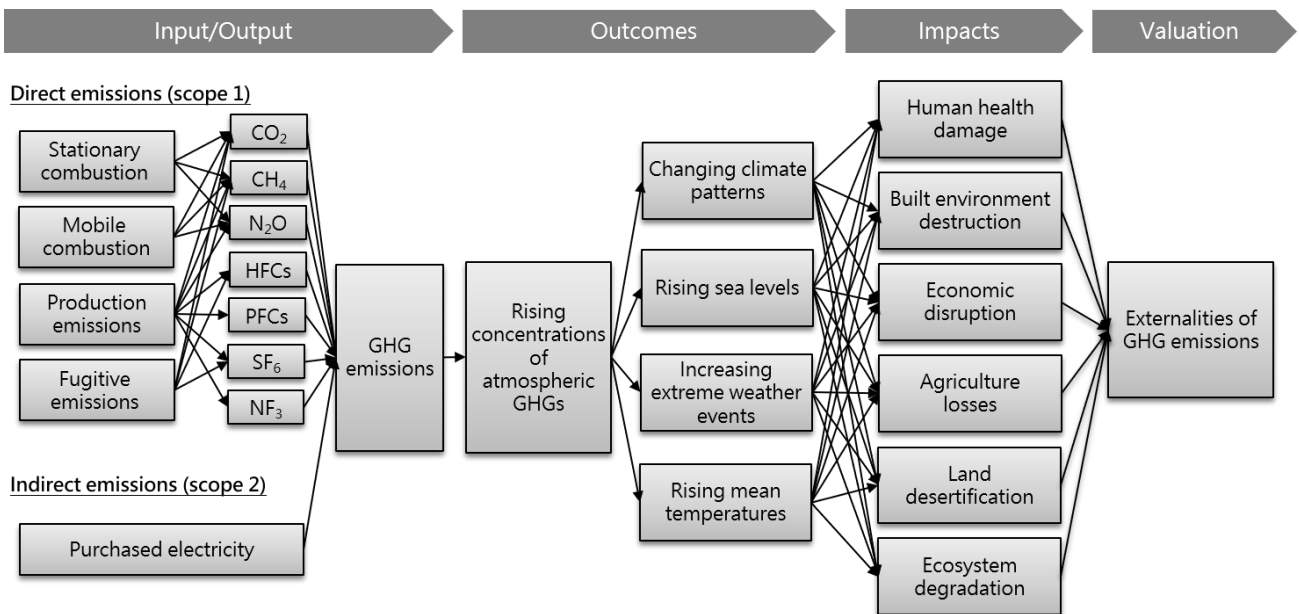 Input/Output
Outcomes
Impacts
Valuation
Direct emissions (scope 1)
Stationary
combustion
Mobile
combustion
Production
emissions
Fugitive
emissions
CO₂
CH₄
N₂O
HFCs
PFCs
SF₆
NF₃
Indirect emissions (scope 2)
Purchased electricity
GHG
emissions
Rising
concentrations
of
atmospheric
GHGs
Changing climate
patterns
Rising sea levels
Increasing
extreme weather
events
Rising mean
temperatures
Human health
damage
Built environment
destruction
Economic
disruption
Agriculture
losses
Land
desertification
Ecosystem
degradation
Externalities of
GHG emissions